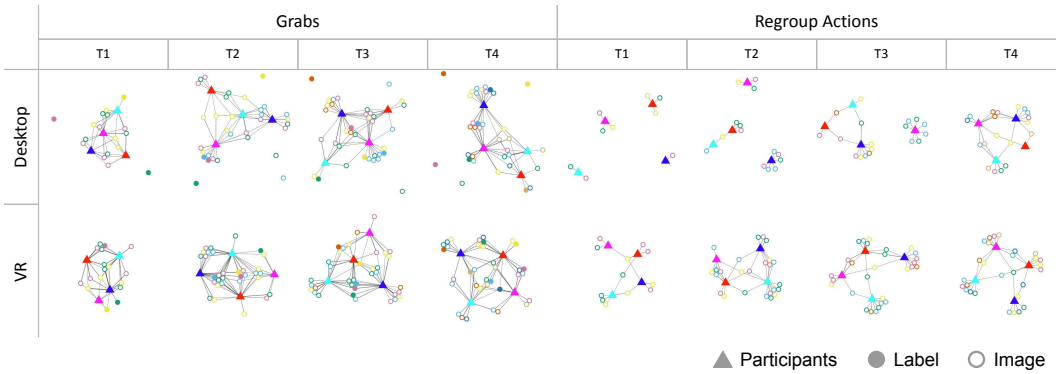 Grabs Regroup Actions
T1 T2 T3 T4 T1 T2 T3 T4
Desktop
VR
Participants Label Image